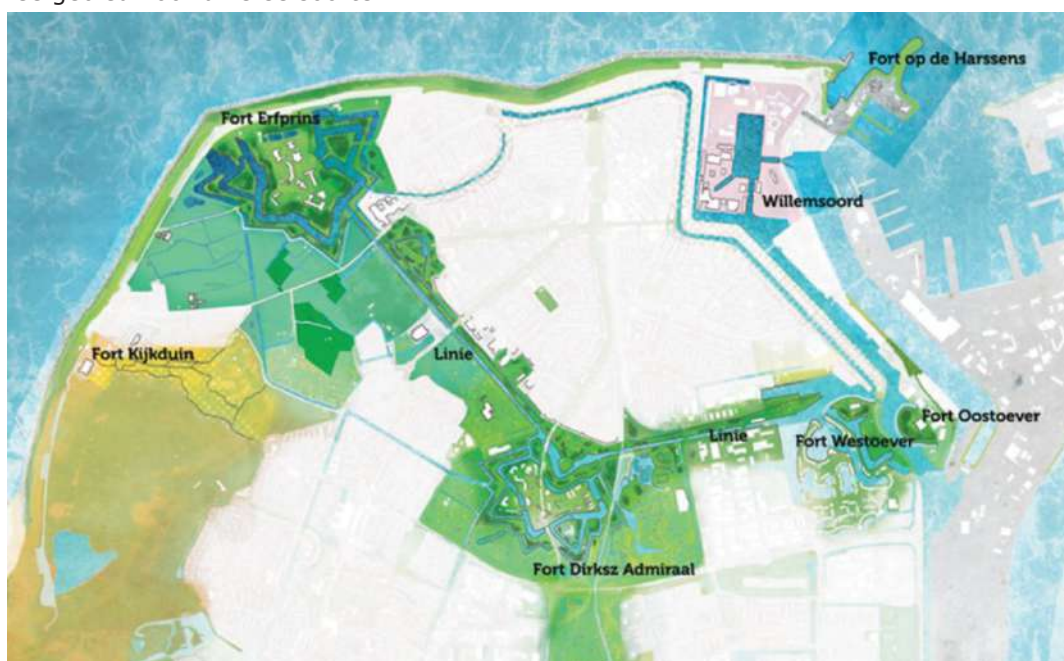 Fort op de Harssens
Fort Erfprins
Willemsoord
Fort Kijkduin
Linie
Fort Oostoever
Linie
Fort Westoever
Fort Dirksz Admiraal